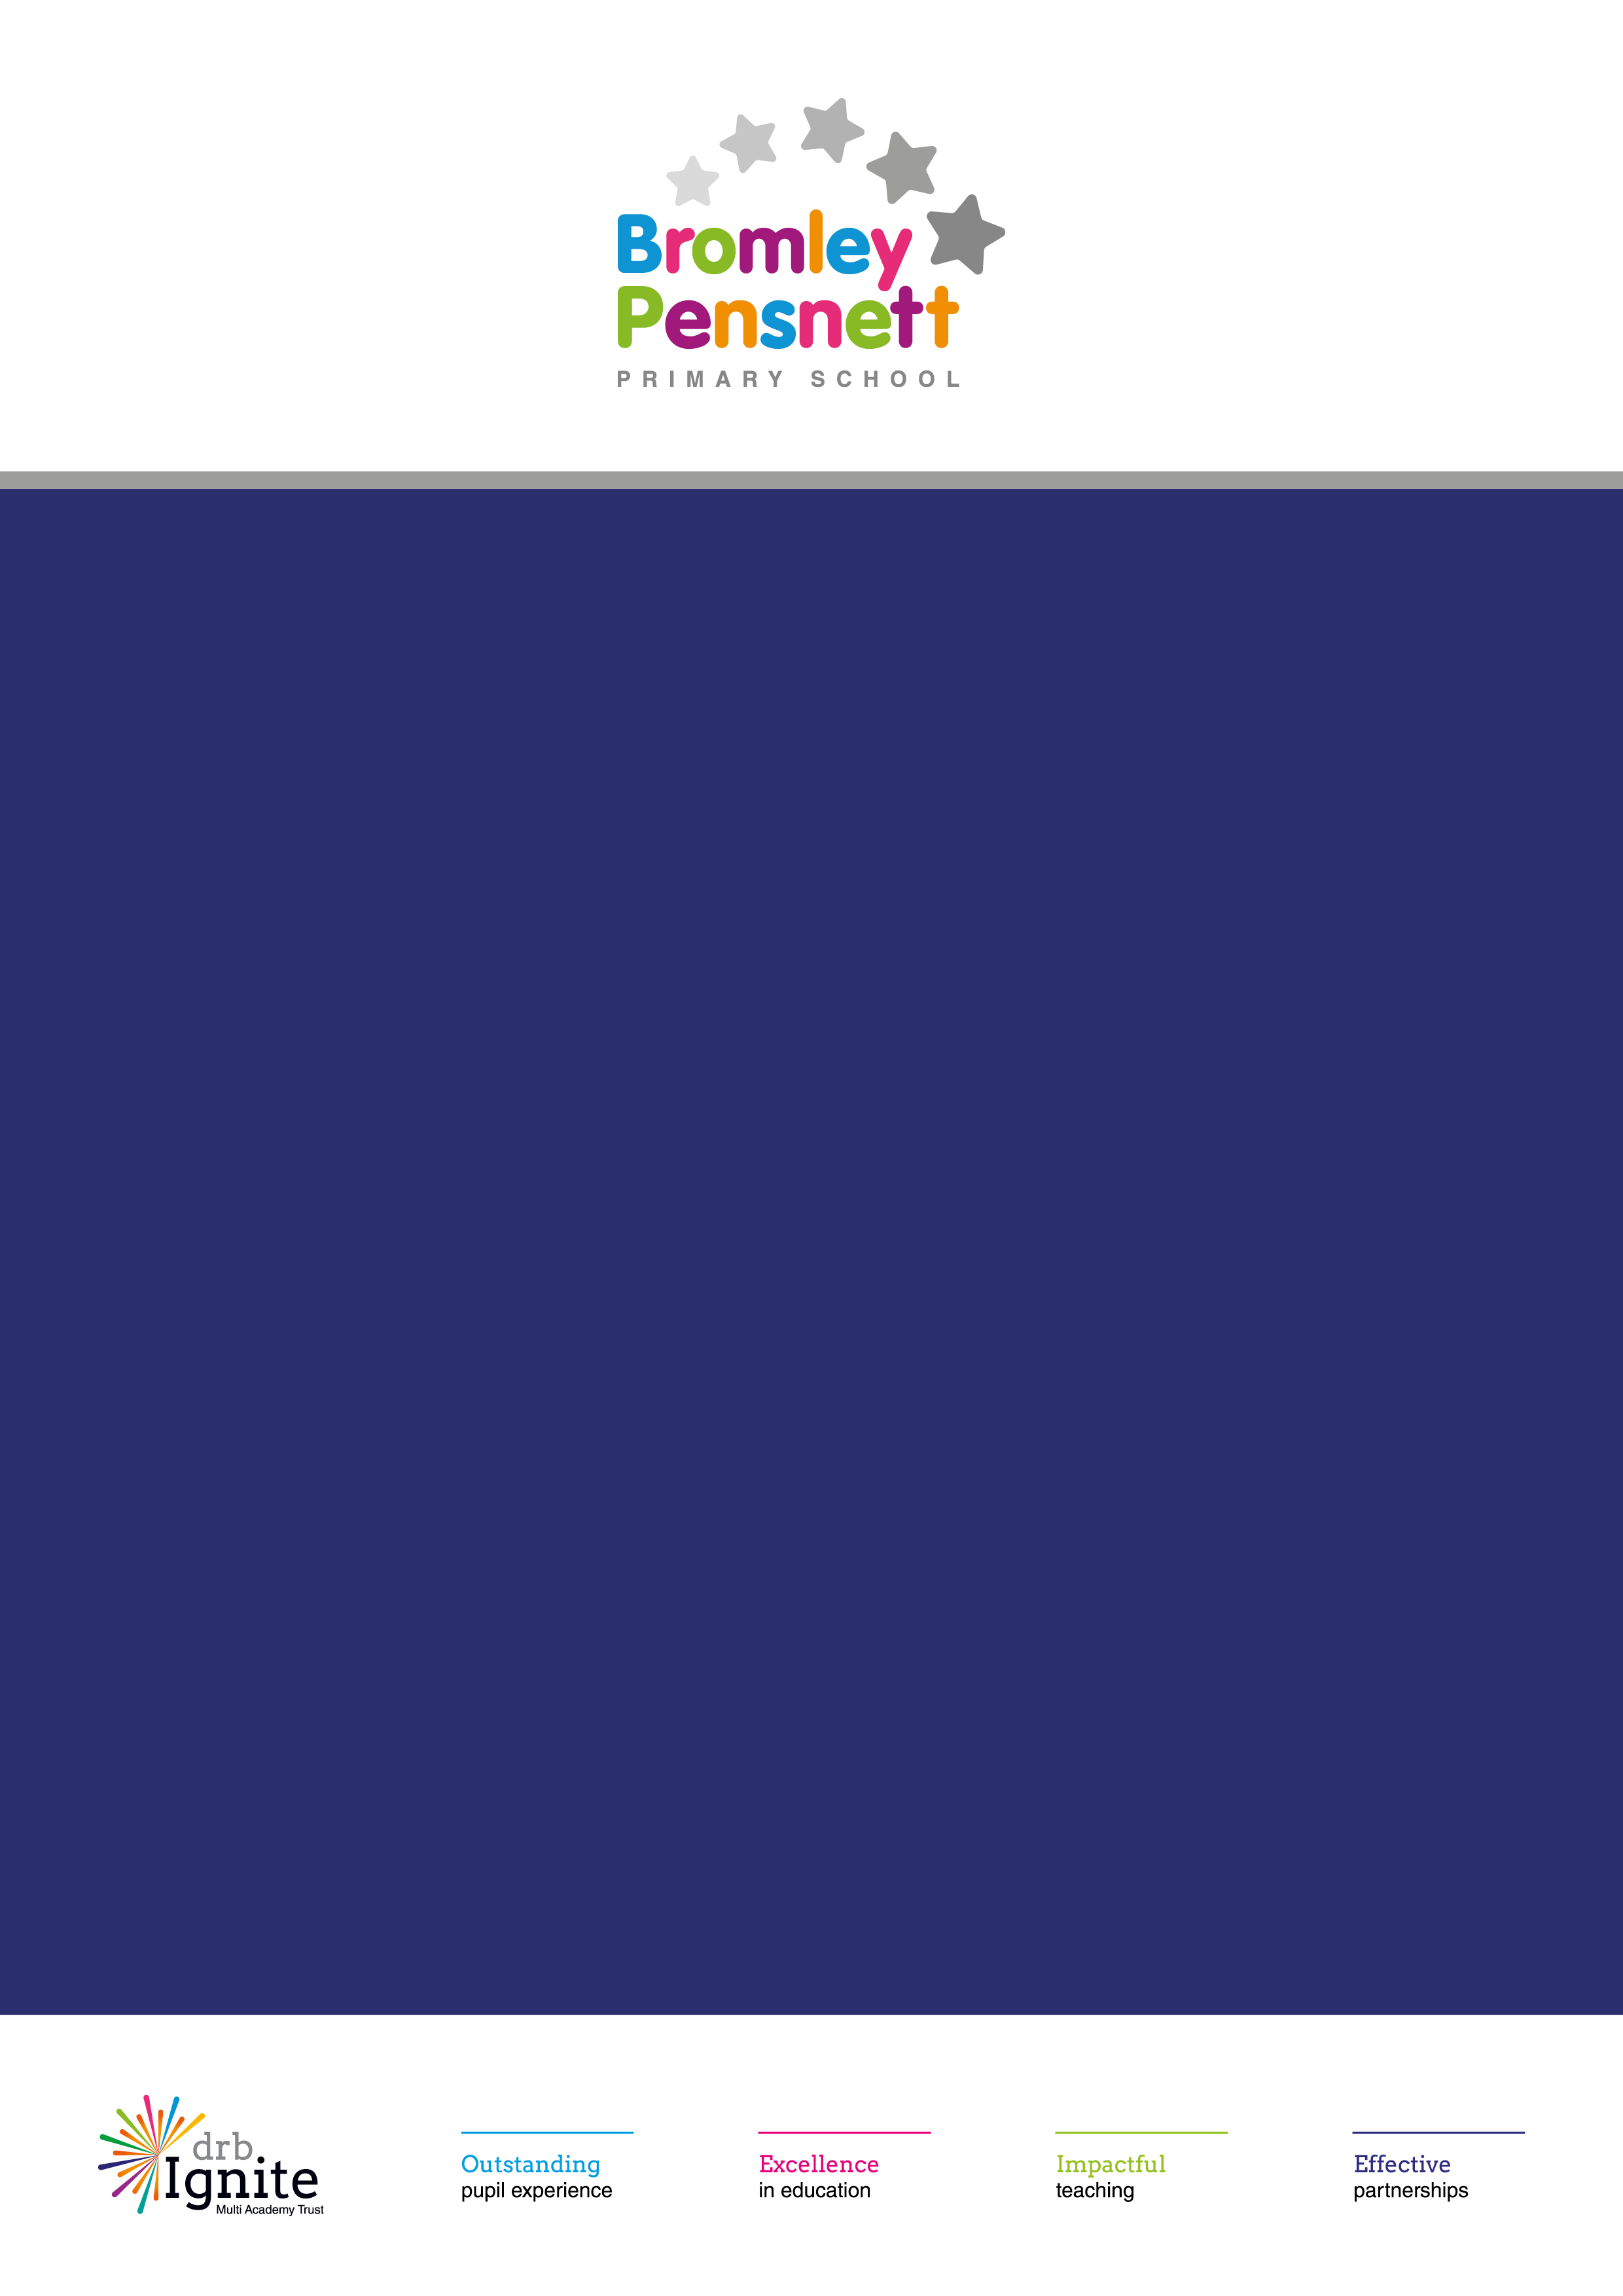 Bromley
Pensnett
PRIMARY SCHOOL
drb
Ignite
Multi Academy Trust
Outstanding
pupil experience
Excellence
in education
Impactful
teaching
Effective
partnerships